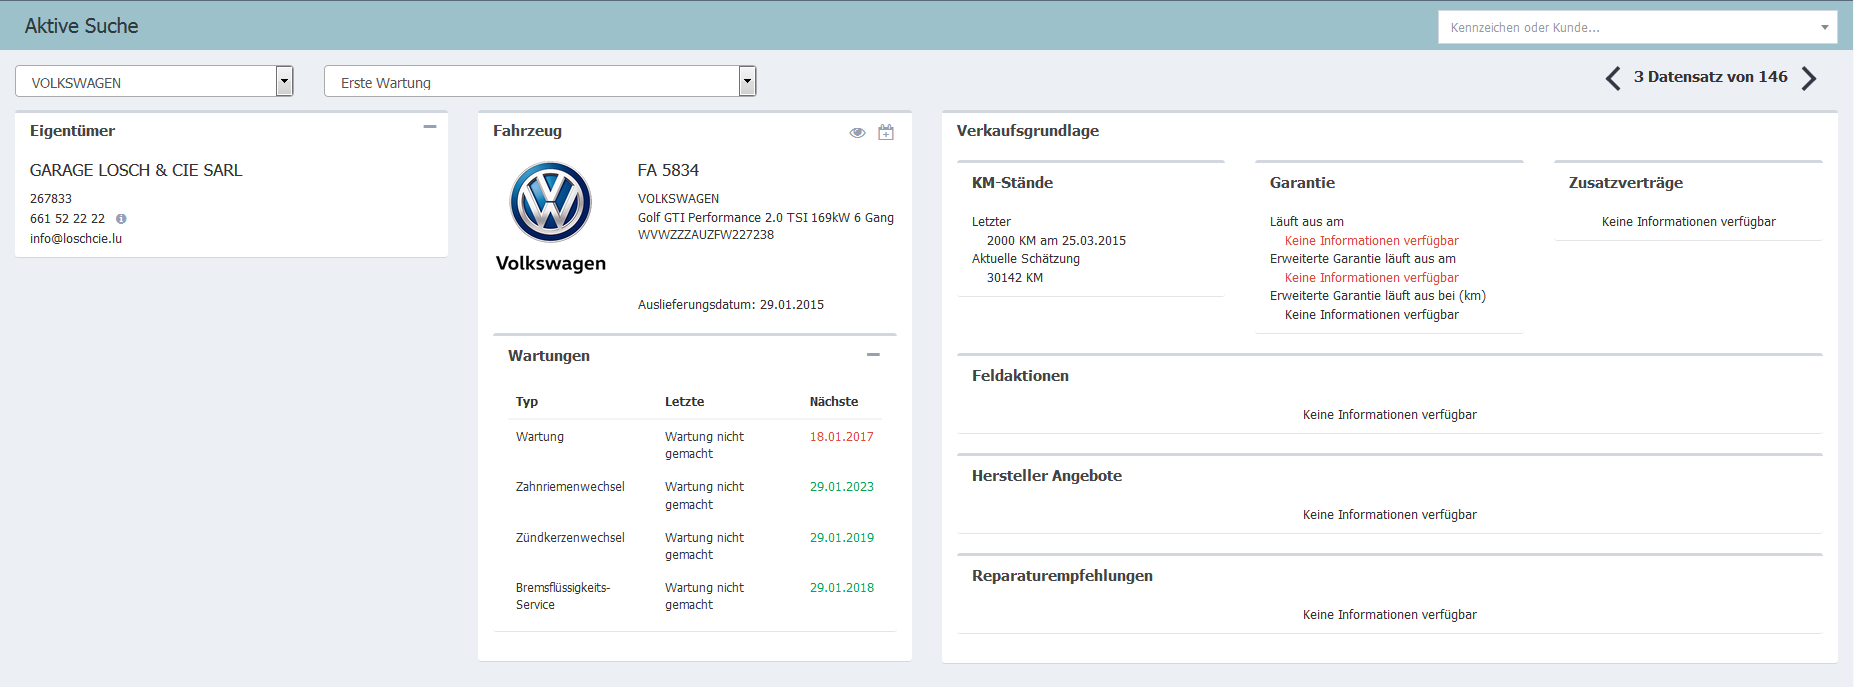 Aktive Suche
Kennzeichen oder Kunde...
VOLKSWAGEN
Erste Wartung
3 Datensatz von 146
Eigentümer
GARAGE LOSCH & CIE SARL
267833
661 52 22 22
info@loschcie.lu
Fahrzeug
Volkswagen
FA 5834
VOLKSWAGEN
Golf GTI Performance 2.0 TSI 169kW 6 Gang
WVWZZZAUZFW227238
Auslieferungsdatum: 29.01.2015
Wartungen
Typ Letzte Nächste
Wartung Wartung nicht 18.01.2017
gemacht
Zahnriemenwechsel Wartung nicht 29.01.2023
gemacht
Zündkerzenwechsel Wartung nicht 29.01.2019
gemacht
Bremsflüssigkeits- Wartung nicht 29.01.2018
Service gemacht
Verkaufsgrundlage
KM-Stände
Letzter
2000 KM am 25.03.2015
Aktuelle Schätzung
30142 KM
Garantie
Läuft aus am
Keine Informationen verfügbar
Erweiterte Garantie läuft aus am
Keine Informationen verfügbar
Erweiterte Garantie läuft aus bei (km)
Keine Informationen verfügbar
Zusatzverträge
Keine Informationen verfügbar
Feldaktionen
Keine Informationen verfügbar
Hersteller Angebote
Keine Informationen verfügbar
Reparaturempfehlungen
Keine Informationen verfügbar